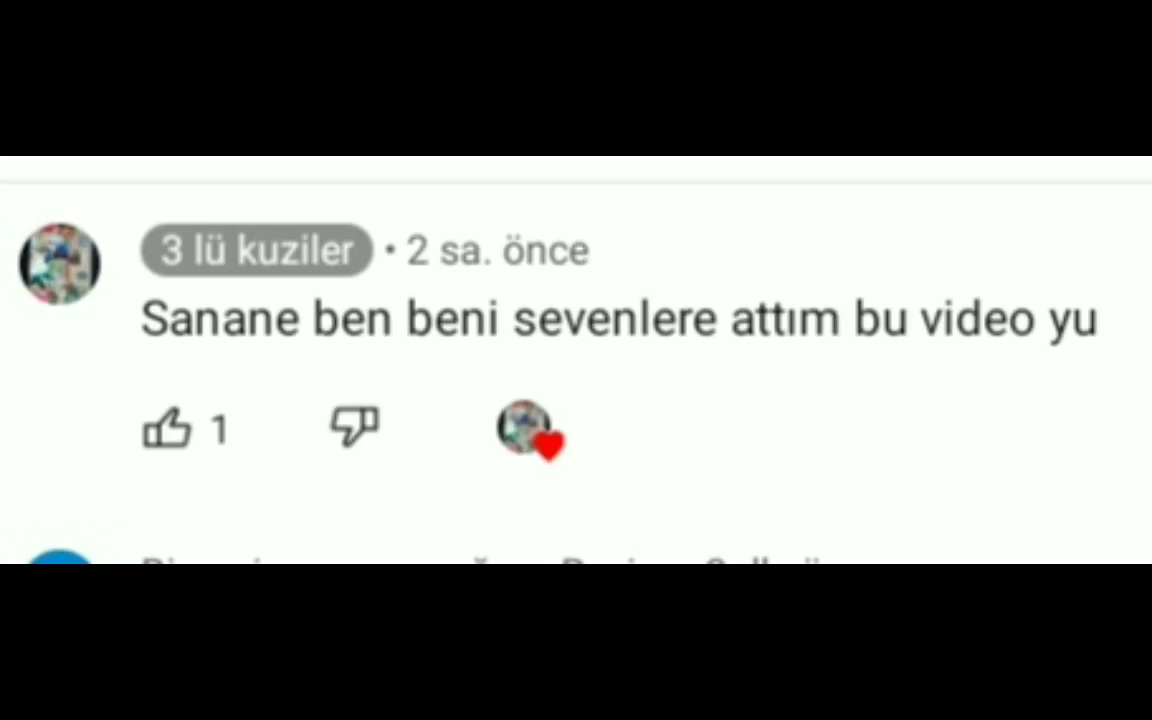 3 lü kuziler • 2 sa. önce
Sanane ben beni sevenlere attım bu video yu
1